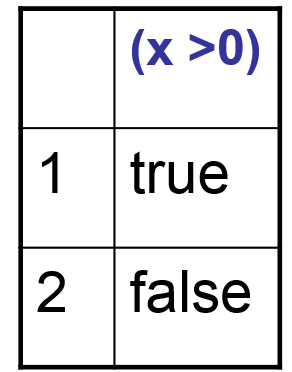 (x >0)
1 true
2 false